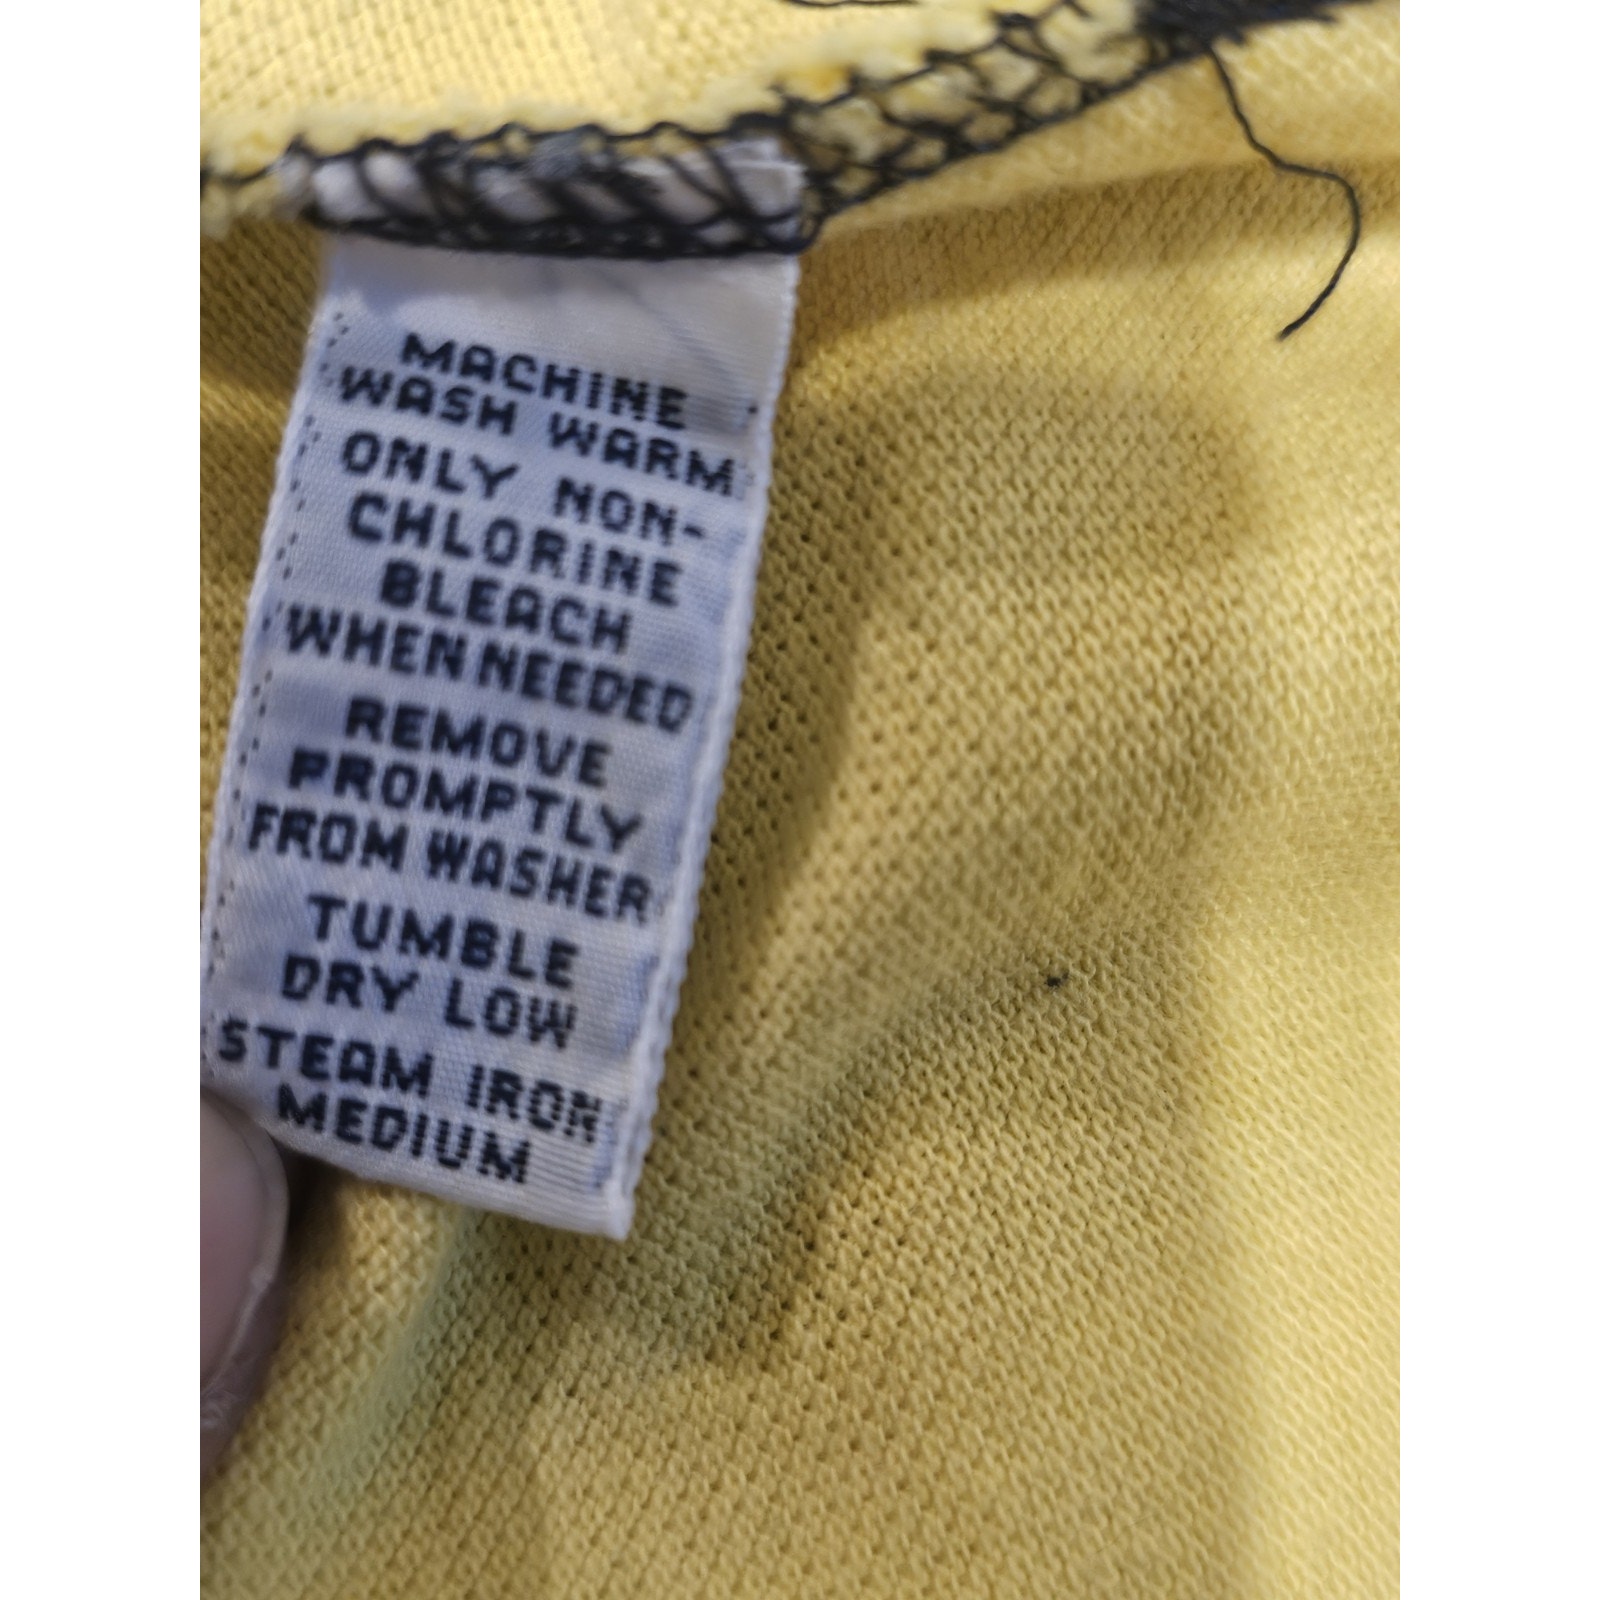 MACHINE
WASH WARM
ONLY NON-
CHLORINE
BLEACH
WHEN NEEDED
REMOVE
PROMPTLY
FROM WASHER
TUMBLE
DRY LOW
STEAM IRON
MEDIUM